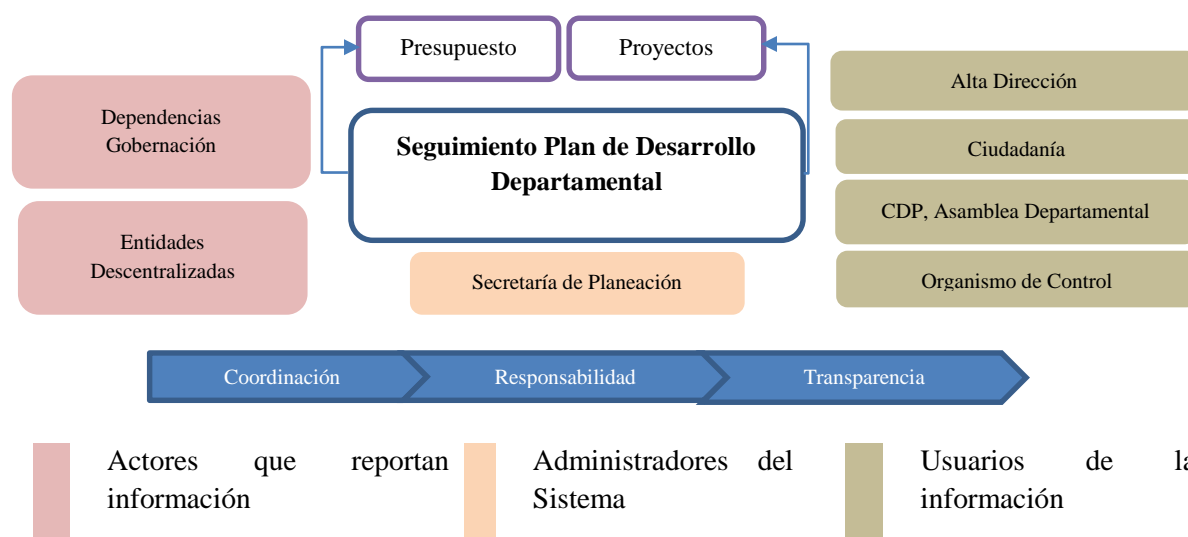 Presupuesto
Proyectos
Dependencias
Gobernación
Entidades
Descentralizadas
Seguimiento Plan de Desarrollo
Departamental
Secretaría de Planeación
Alta Dirección
Ciudadanía
CDP, Asamblea Departamental
Organismo de Control
Coordinación
Responsabilidad
Transparencia
Actores que reportan
información
Administradores del
Sistema
Usuarios de la
información